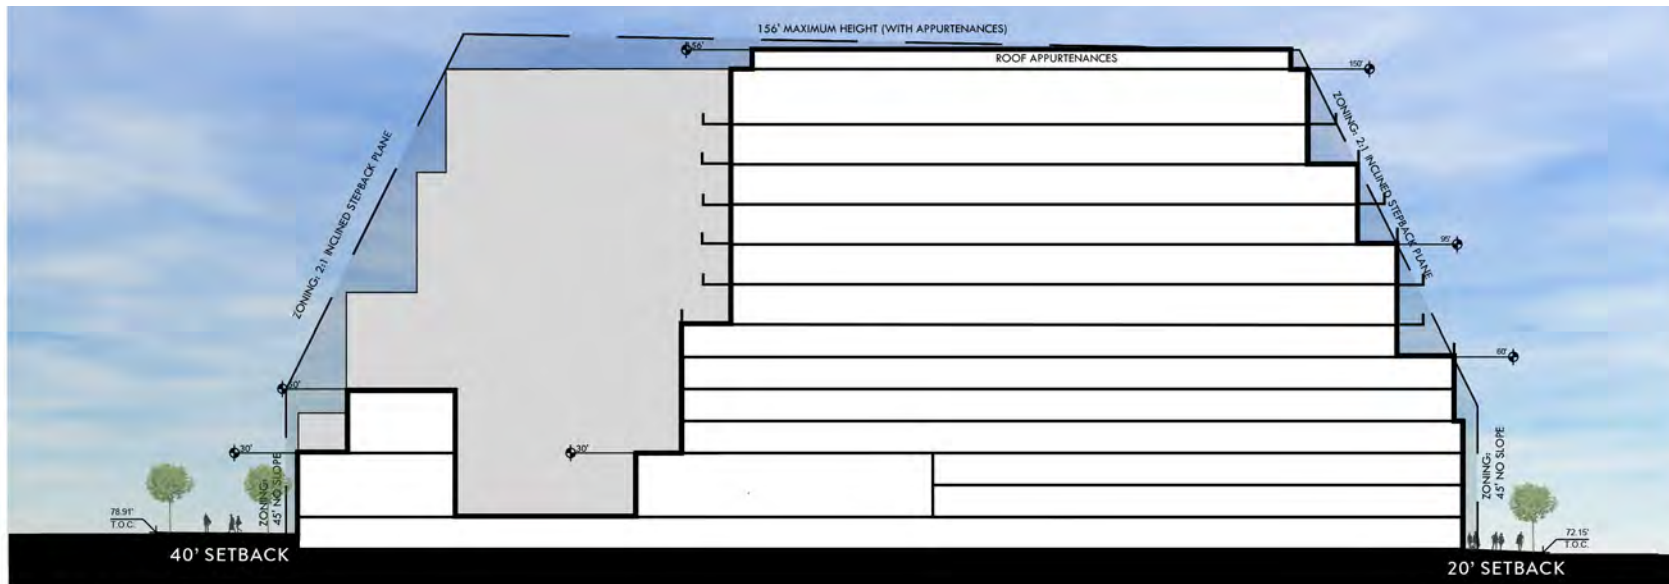 156' MAXIMUM HEIGHT (WITH APPURTENANCES)
156'
ROOF APPURTENANCES
150'
ZONING: 2:1 INCLINED STEPBACK PLANE
ZONING: 2:1 INCLINED STEPBACK PLANE
95'
60'
30'
30'
ZONING:
45' NO SLOPE
ZONING:
45' NO SLOPE
78.91'
T.O.C.
72.15'
T.O.C.
40' SETBACK
20' SETBACK